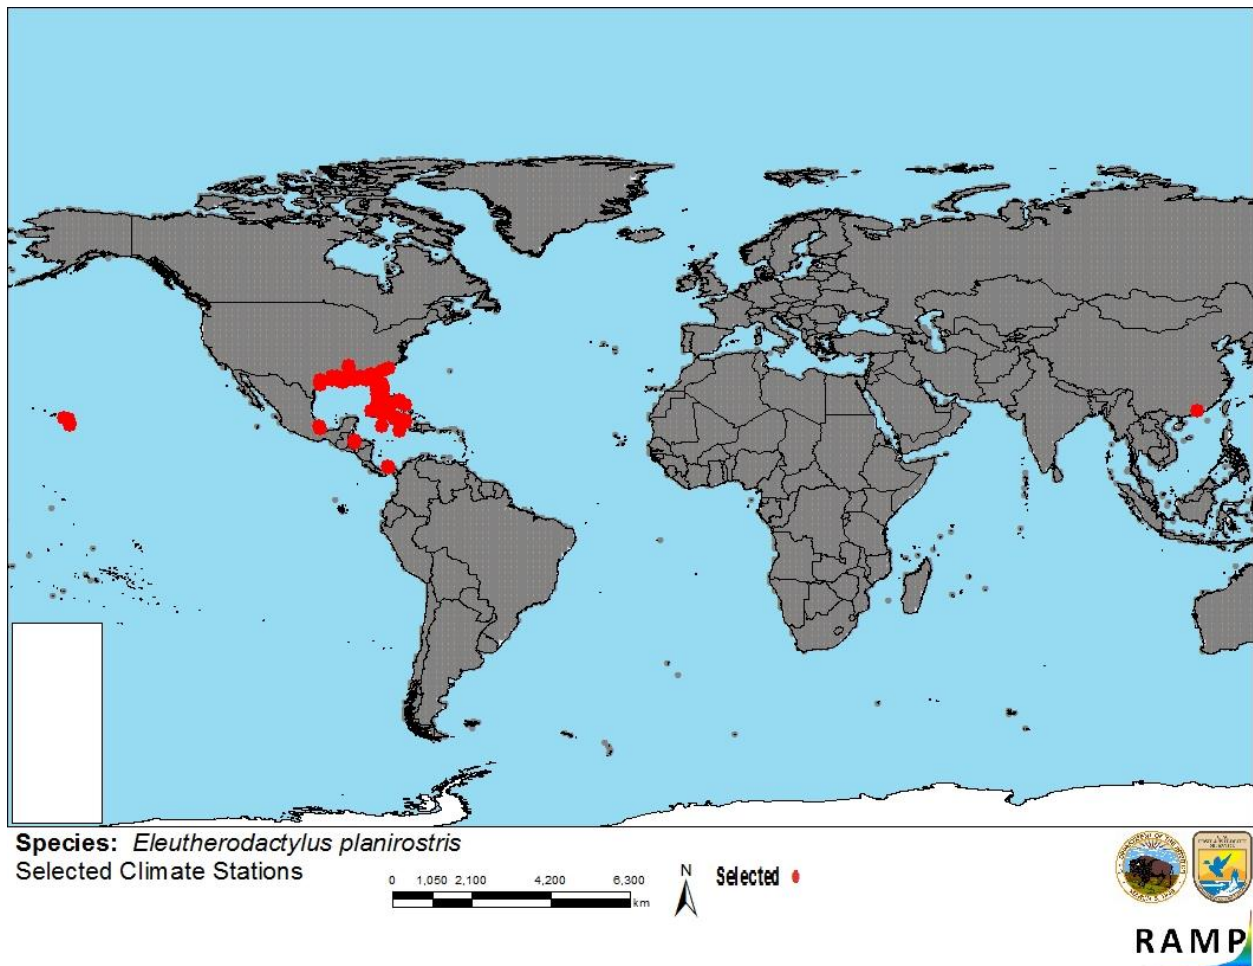 Species: Eleutherodactylus planirostris
Selected Climate Stations
0 1,050 2,100 4,200 6,300
km
N
Selected
RAMP